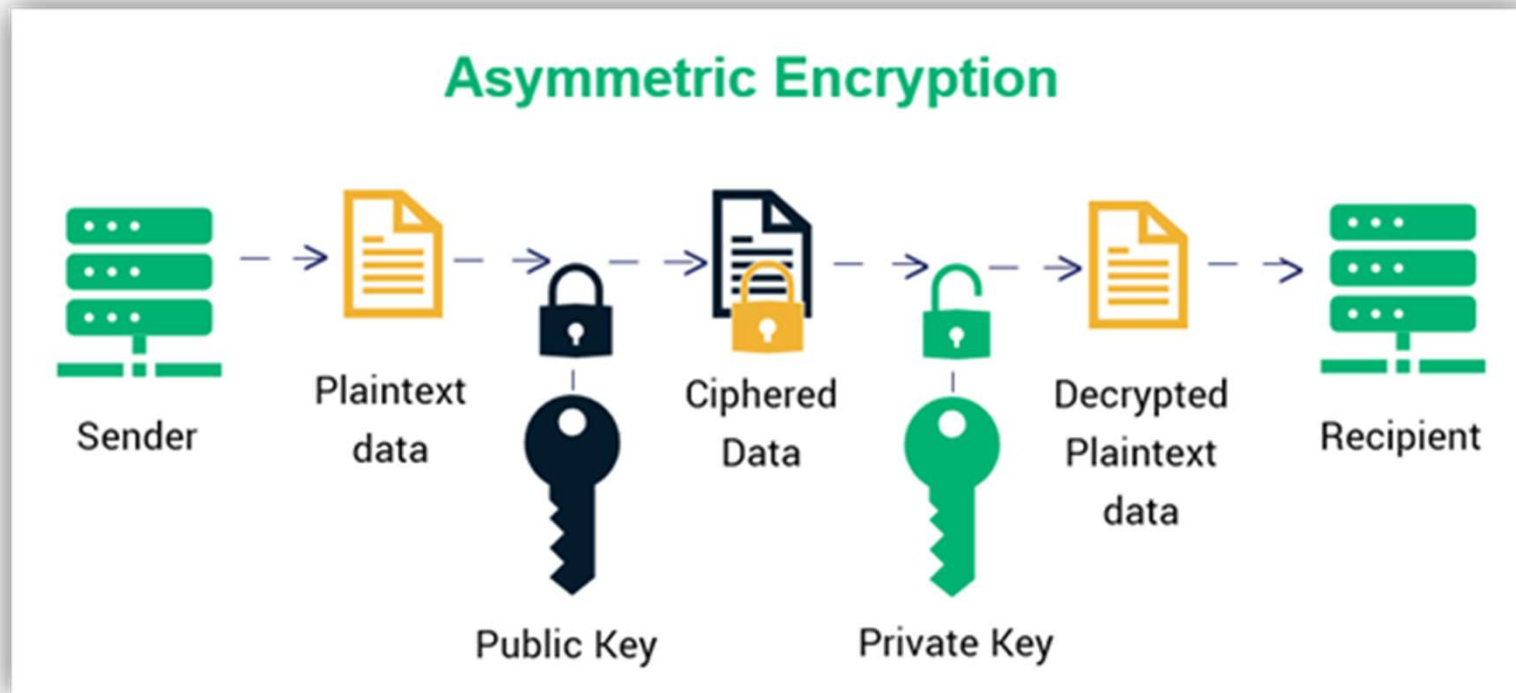 Asymmetric Encryption
Sender
Plaintext
data
Public Key
Ciphered
Data
Private Key
Decrypted
Plaintext
data
Recipient